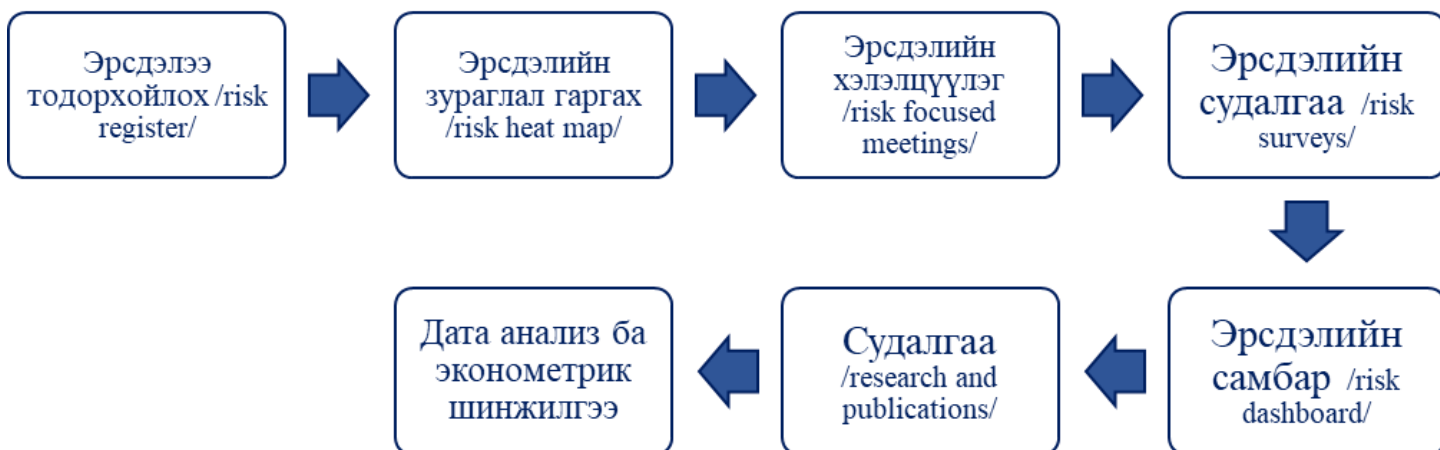 Эрсдэлээ
тодорхойлох /risk
register/
Эрсдэлийн
зураглал гаргах
/risk heat map/
Эрсдэлийн
хэлэлцүүлэг
/risk focused
meetings/
Эрсдэлийн
судалгаа /risk
surveys/
Эрсдэлийн
самбар /risk
dashboard/
Судалгаа
/research and
publications/
Дата анализ ба
эконометрик
шинжилгээ